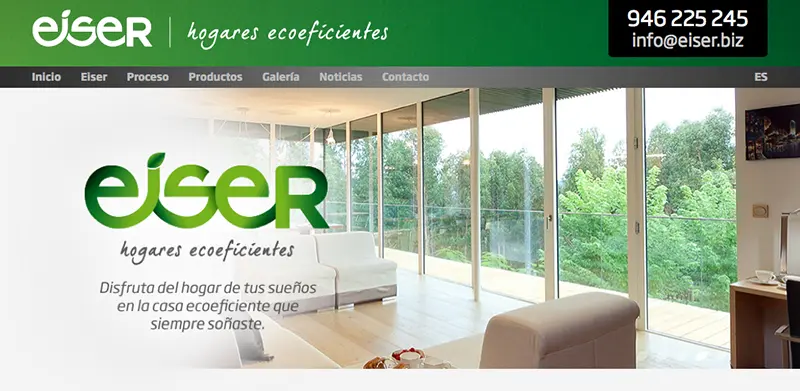 eiser
hogares ecoeficientes
946 225 245
info@eiser.biz
Inicio Eiser Proceso Productos Galería Noticias Contacto ES
eiser
hogares ecoeficientes
Disfruta del hogar de tus sueños
en la casa ecoeficiente que
siempre soñaste.